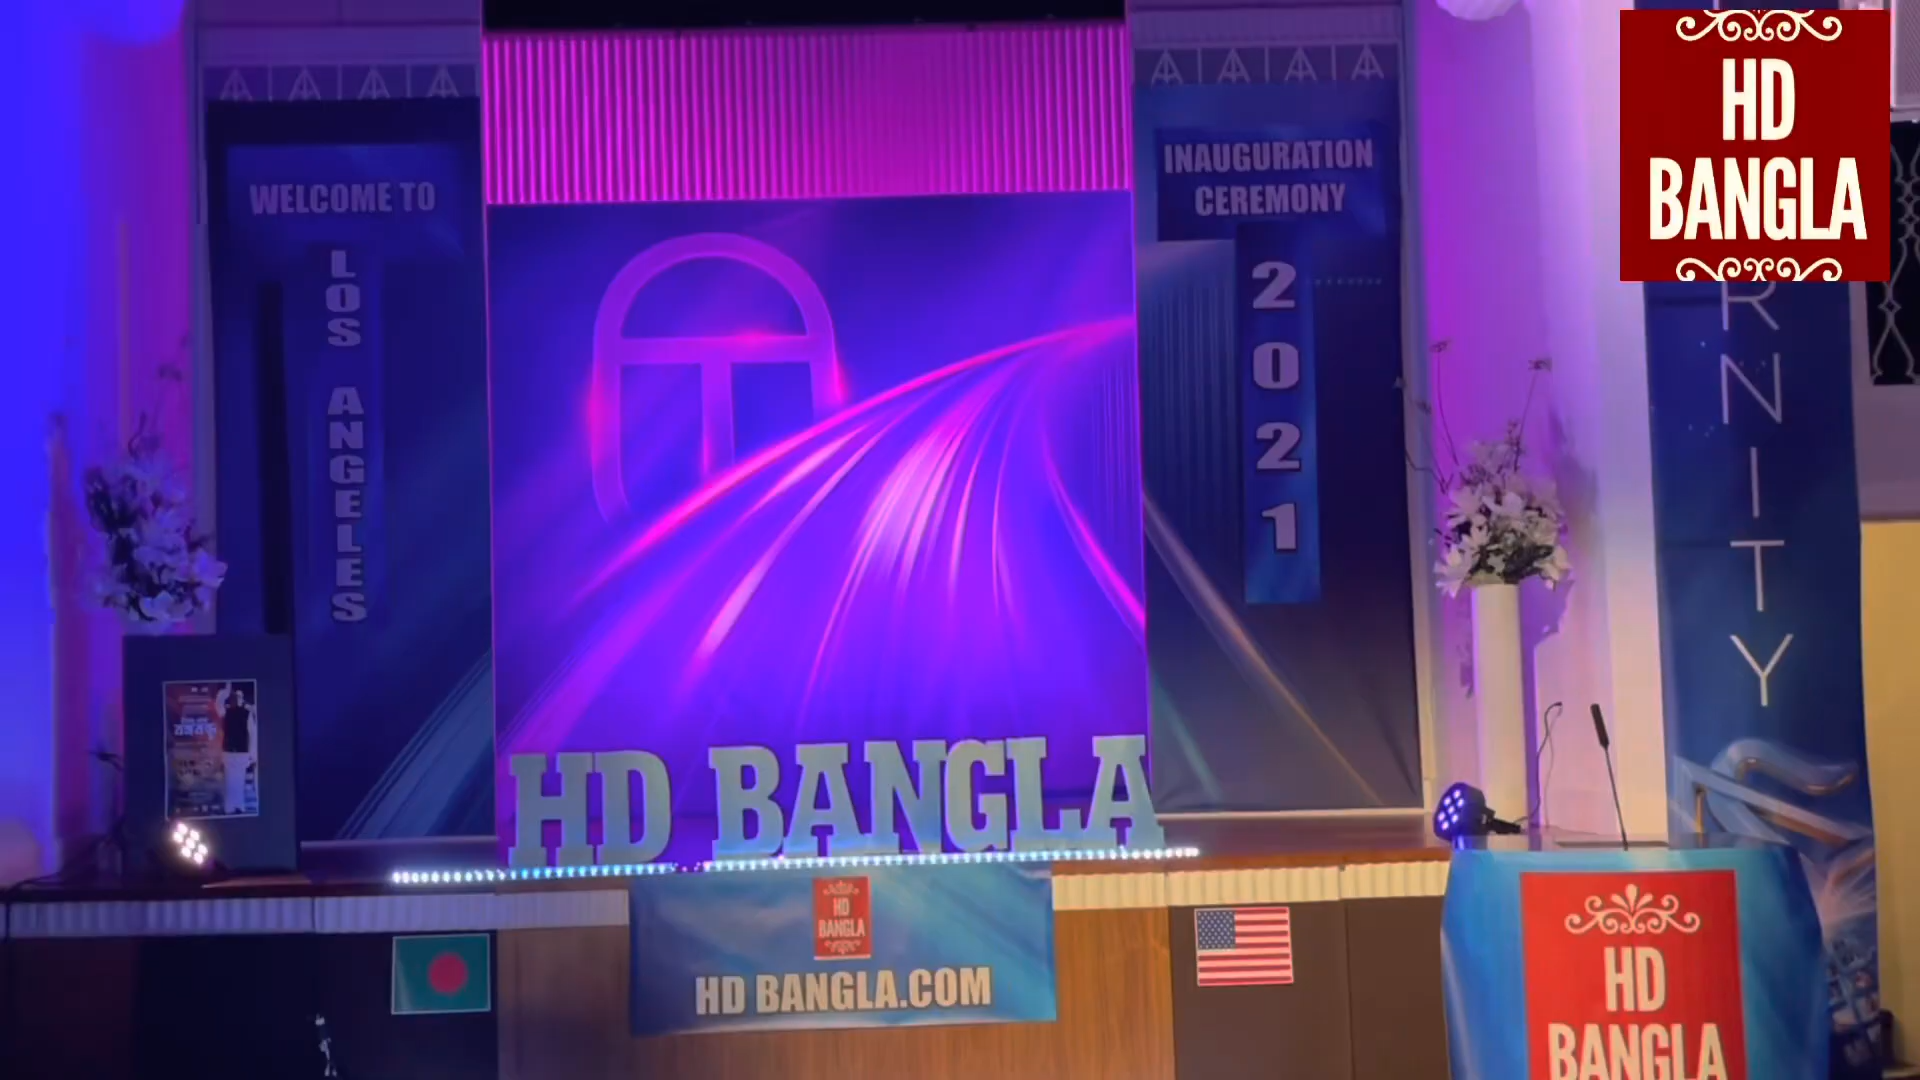 WELCOME TO
LOS ANGELES
INAUGURATION
CEREMONY
2021
HD
BANGLA
RNITY
HD BANGLA
HD
BANGLA
HD BANGLA.COM
HD
BANGLA